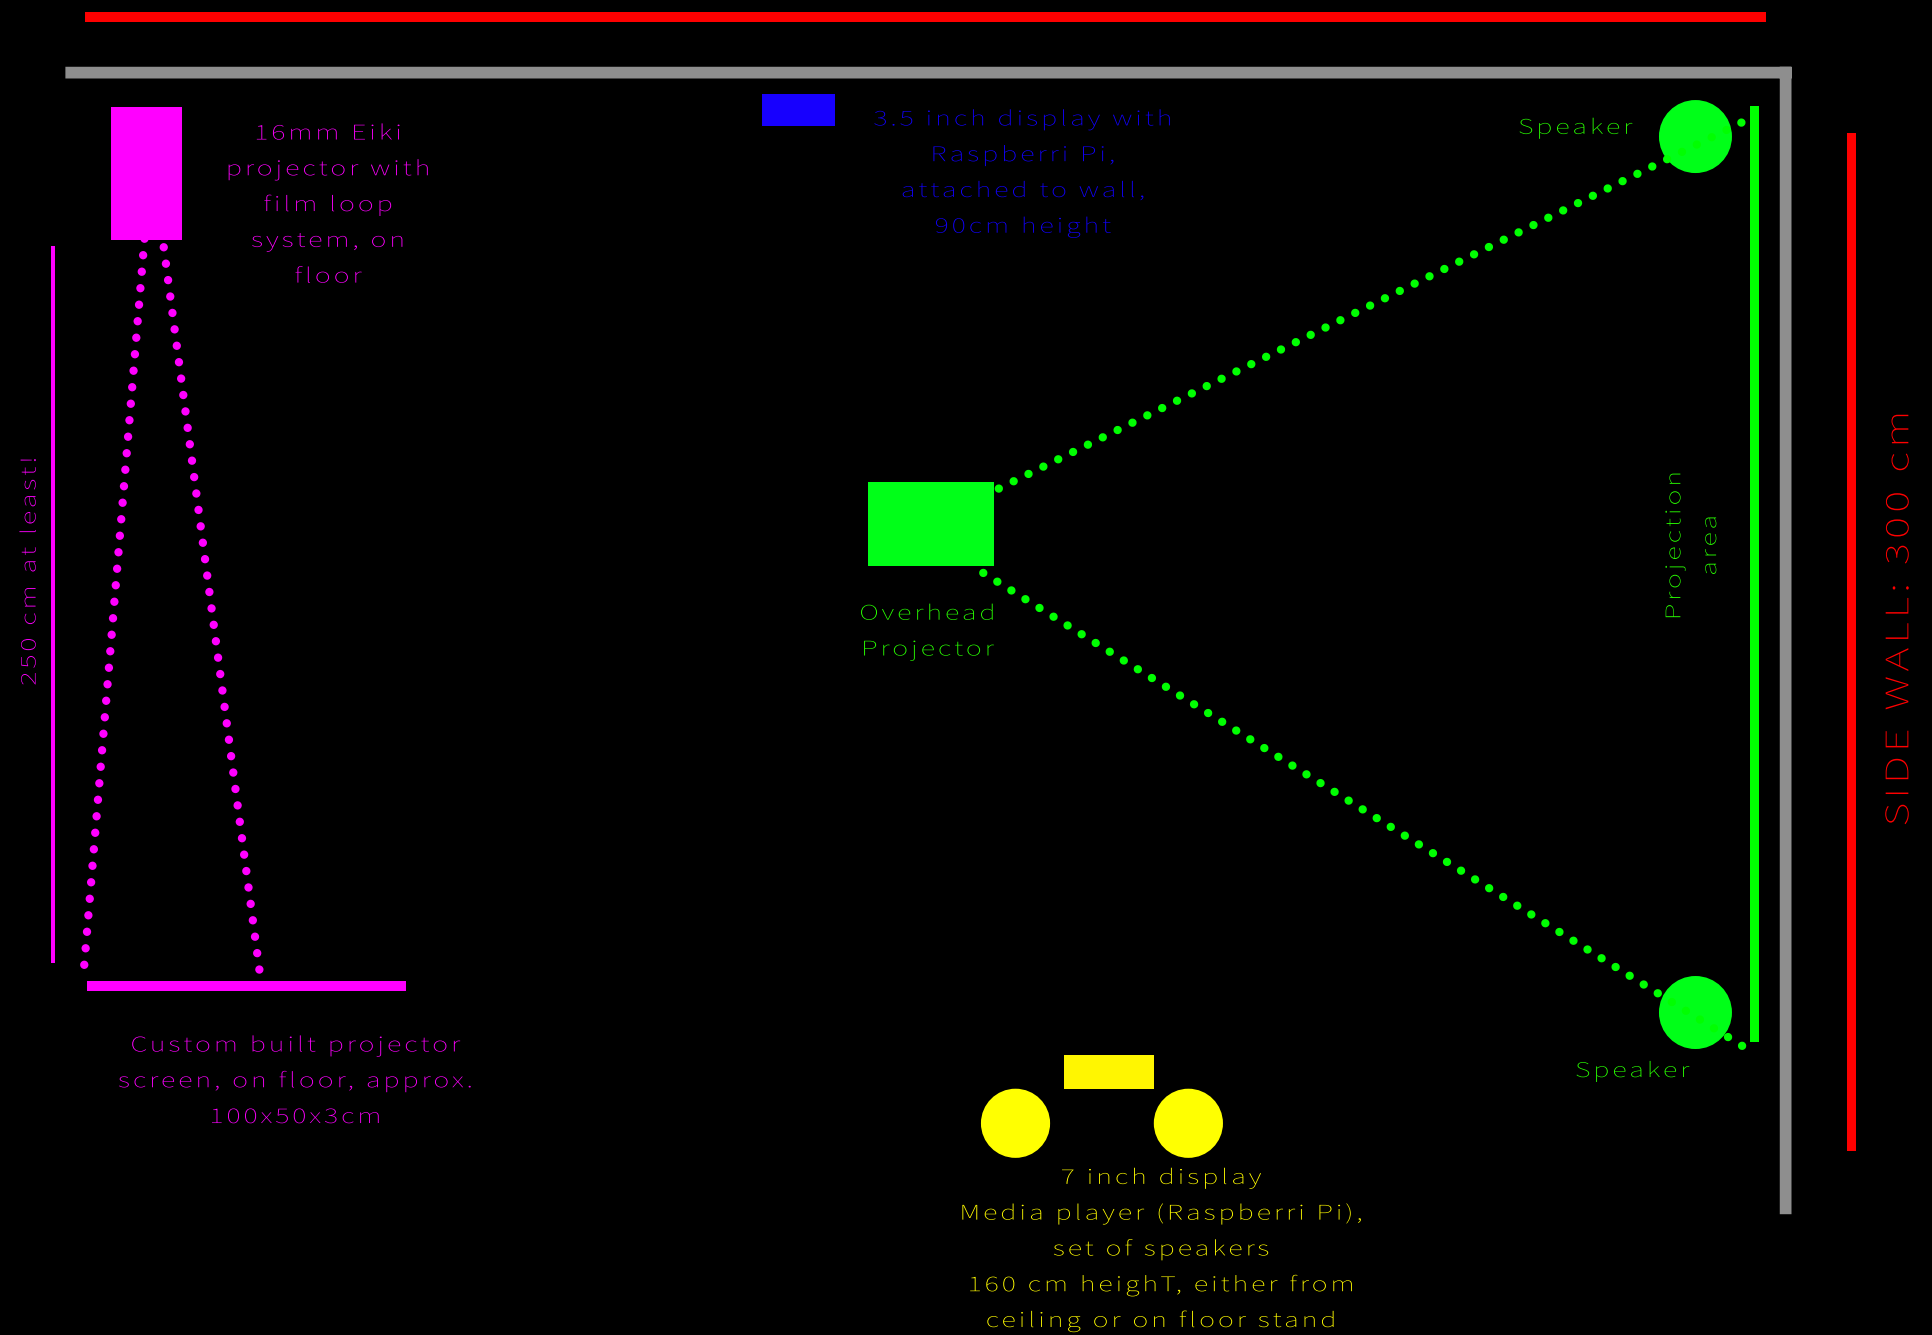 16mm Eiki
projector with
film loop
system, on
floor
3.5 inch display with
Raspberri Pi,
attached to wall,
90cm height
Speaker
250 cm at least!
Overhead
Projector
Projection
area
SIDE WALL: 300 cm
Custom built projector
screen, on floor, approx.
100x50x3cm
Speaker
7 inch display
Media player (Raspberri Pi),
set of speakers
160 cm heighT, either from
ceiling or on floor stand